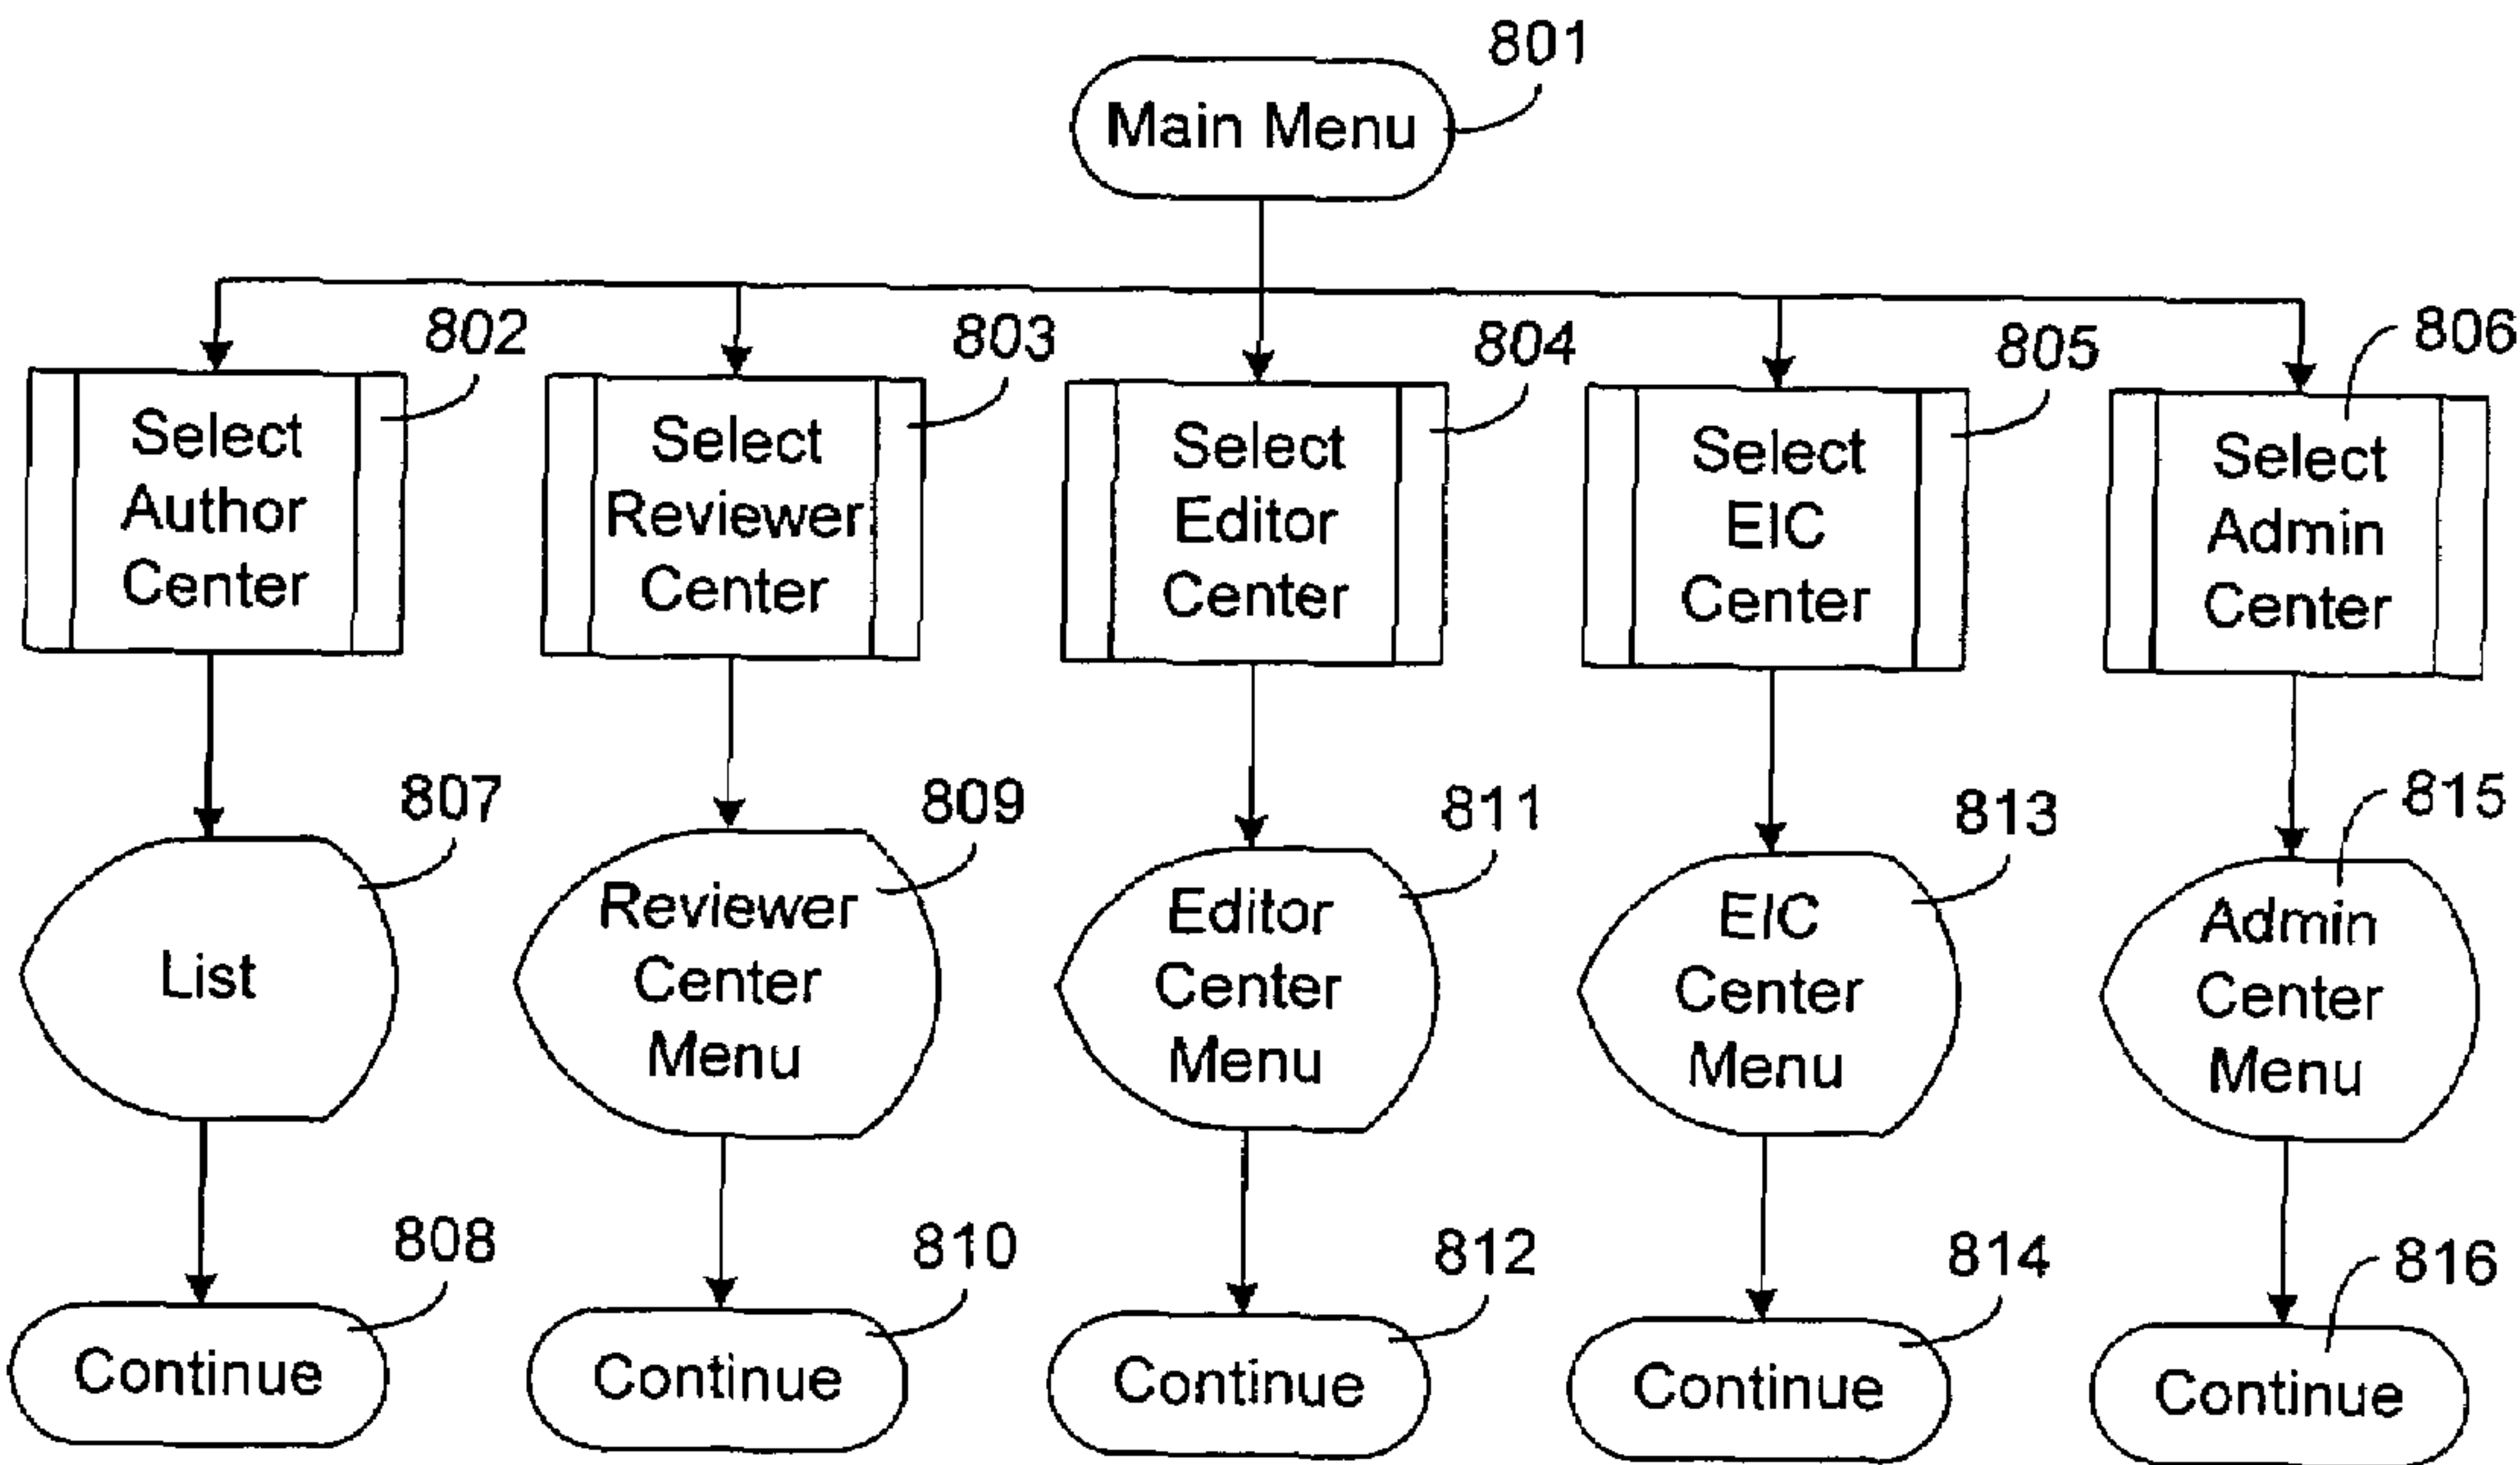 801
Main Menu
802
803
804
805
806
Select
Author
Center
Select
Reviewer
Center
Select
Editor
Center
Select
EIC
Center
Select
Admin
Center
807
809
811
813
815
List
Reviewer
Center
Menu
Editor
Center
Menu
EIC
Center
Menu
Admin
Center
Menu
808
810
812
814
816
Continue
Continue
Continue
Continue
Continue